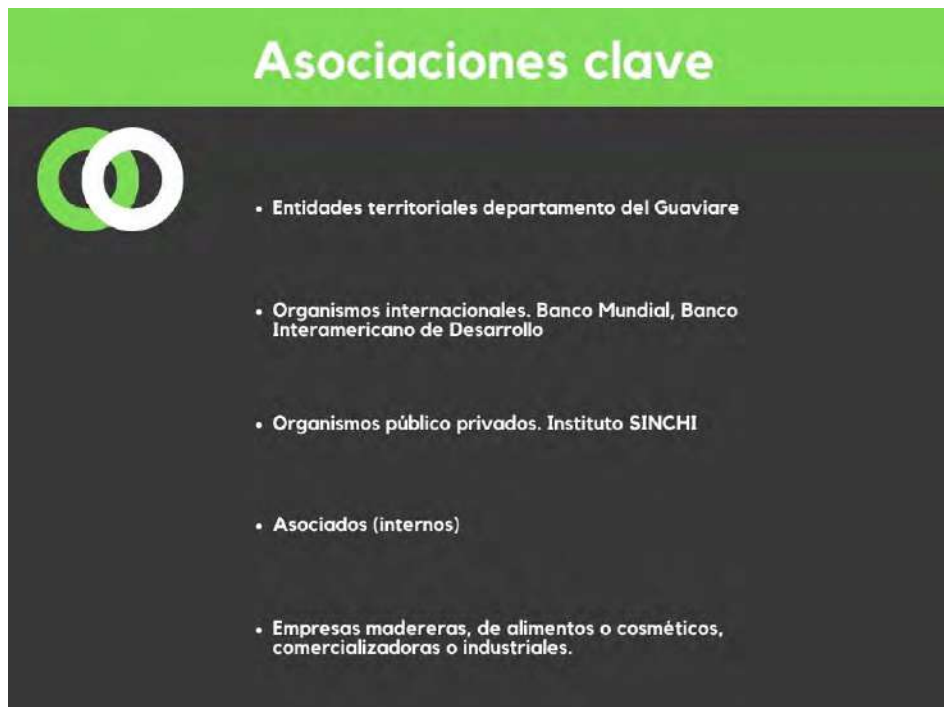 Asociaciones clave
• Entidades territoriales departamento del Guaviare
• Organismos internacionales. Banco Mundial, Banco
Interamericano de Desarrollo
• Organismos público privados. Instituto SINCHI
• Asociados (internos)
• Empresas madereras, de alimentos o cosméticos,
comercializadoras o industriales.